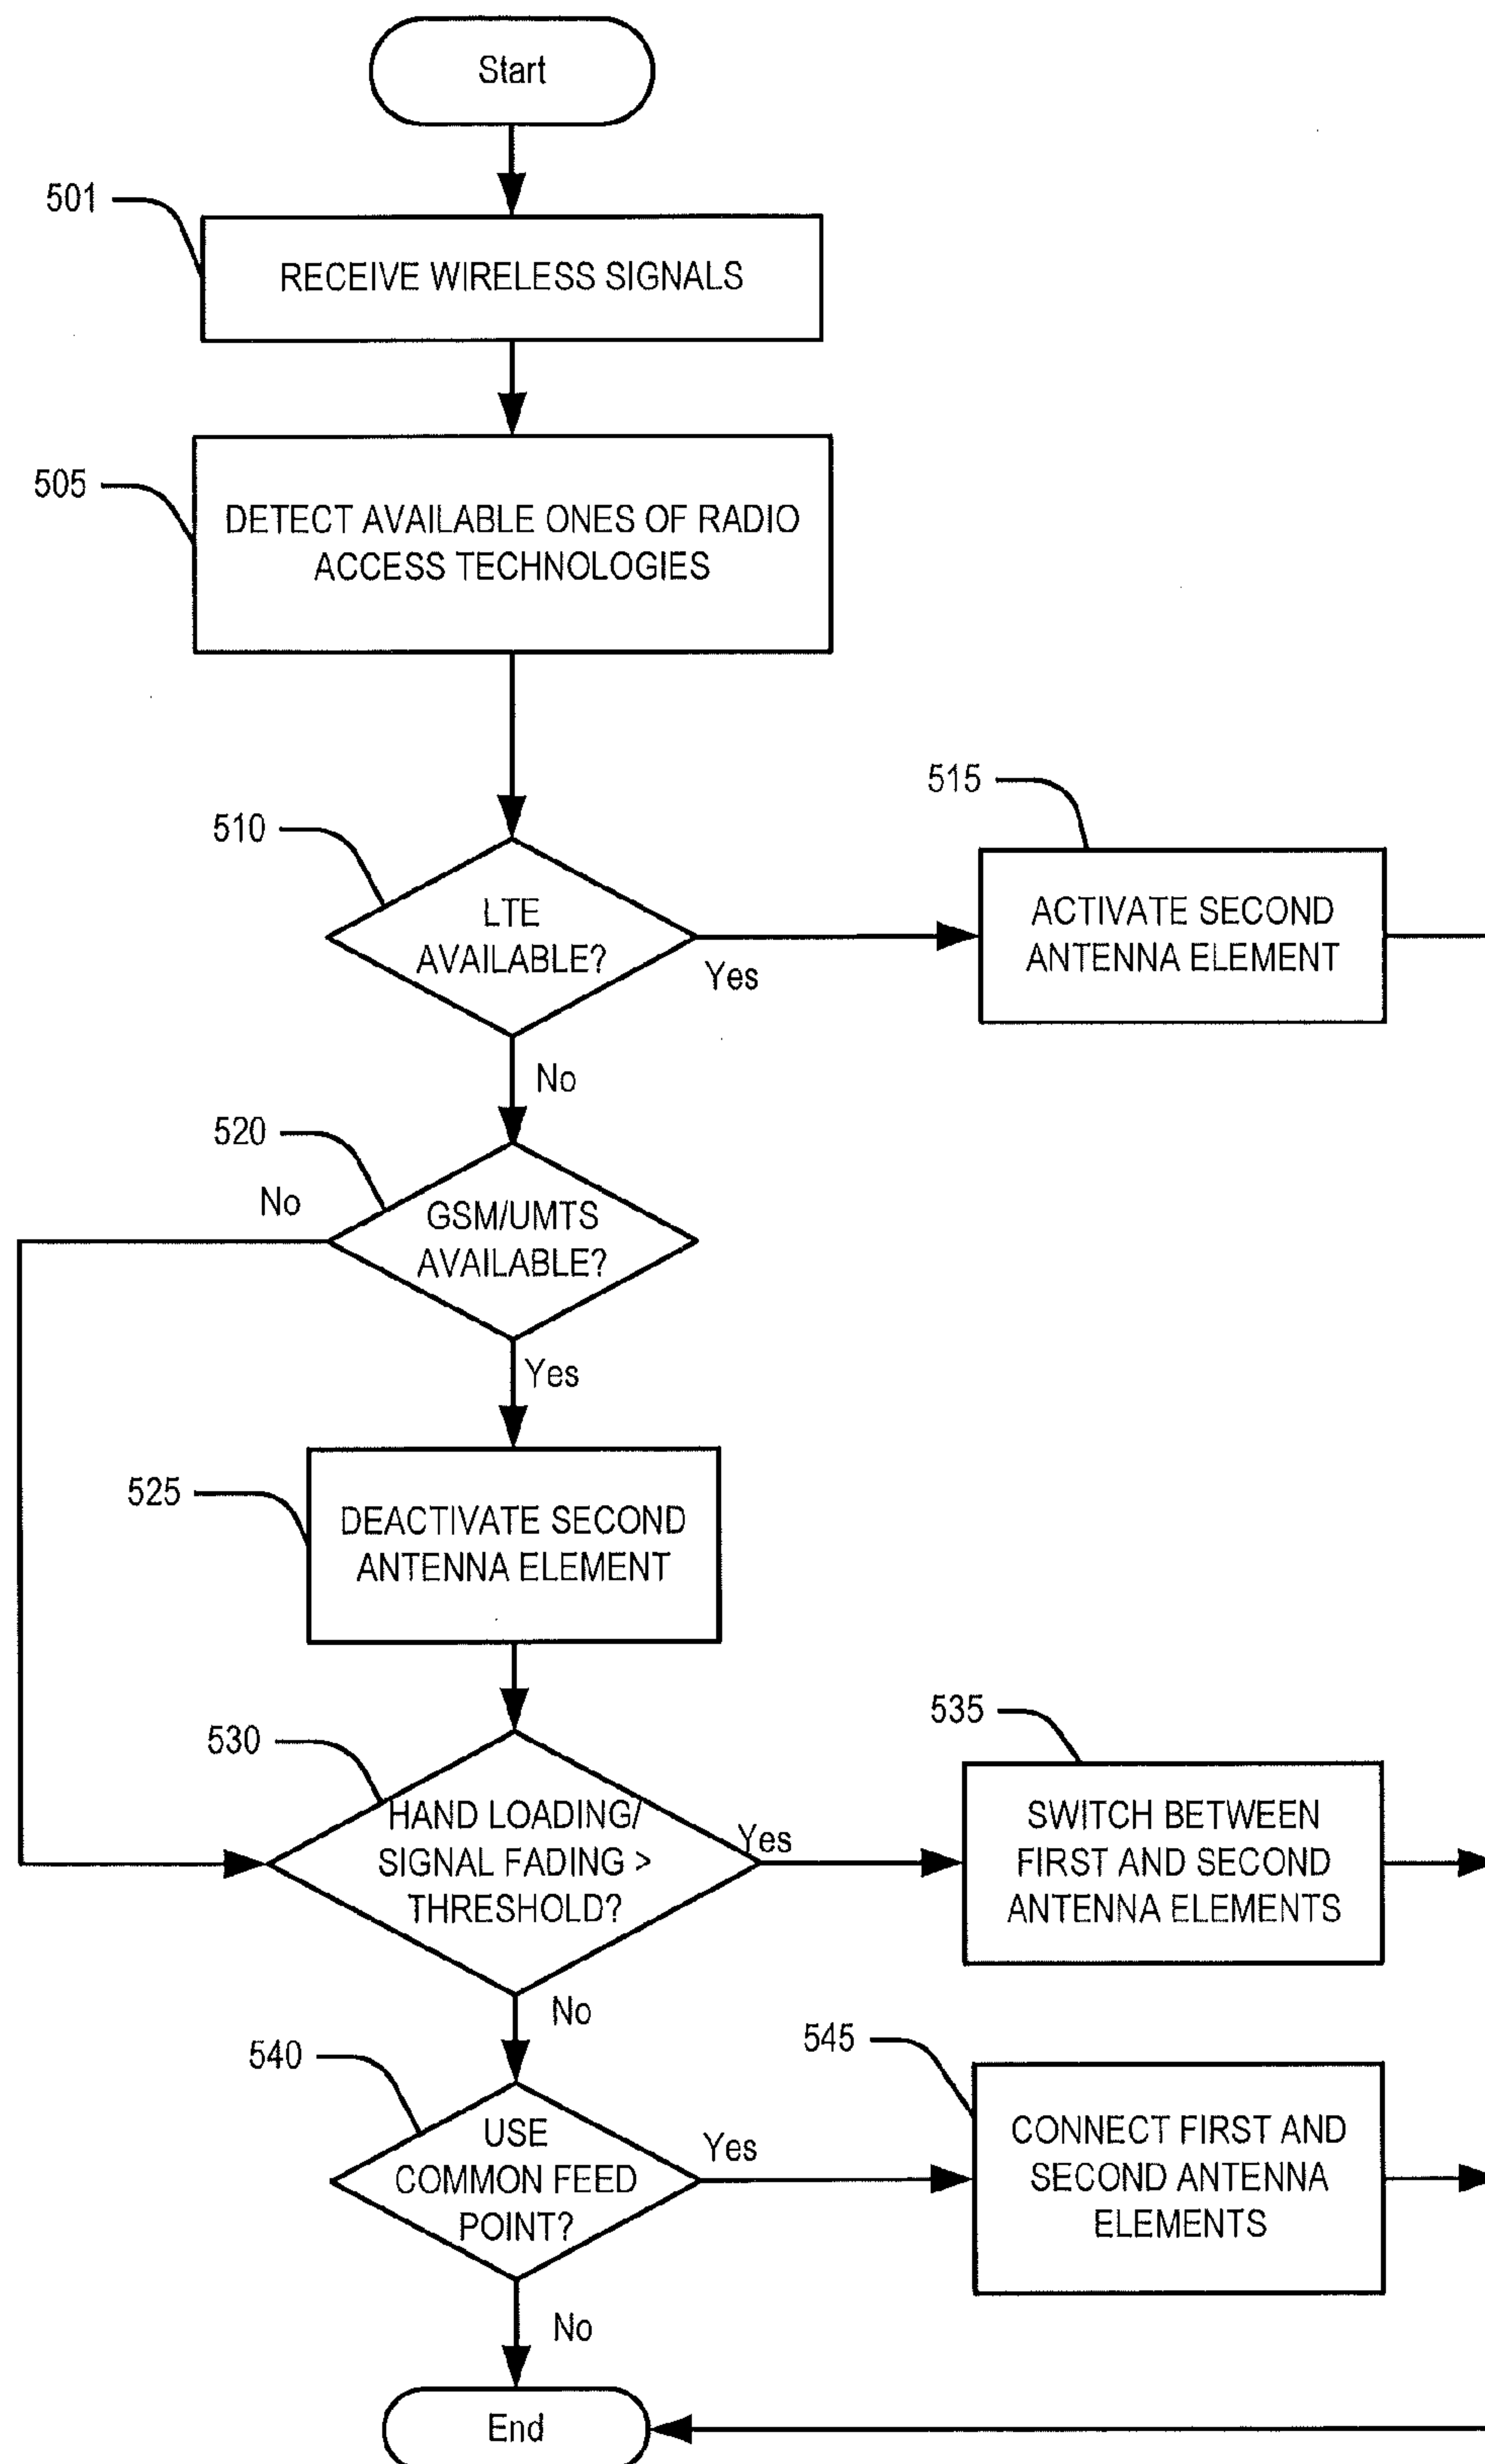 Start
501
RECEIVE WIRELESS SIGNALS
505
DETECT AVAILABLE ONES OF RADIO
ACCESS TECHNOLOGIES
510
LTE
AVAILABLE?
Yes
515
ACTIVATE SECOND
ANTENNA ELEMENT
No
520
No
GSM/UMTS
AVAILABLE?
Yes
525
DEACTIVATE SECOND
ANTENNA ELEMENT
530
HAND LOADING/
SIGNAL FADING >
THRESHOLD?
Yes
535
SWITCH BETWEEN
FIRST AND SECOND
ANTENNA ELEMENTS
No
540
USE
COMMON FEED
POINT?
Yes
545
CONNECT FIRST AND
SECOND ANTENNA
ELEMENTS
No
End